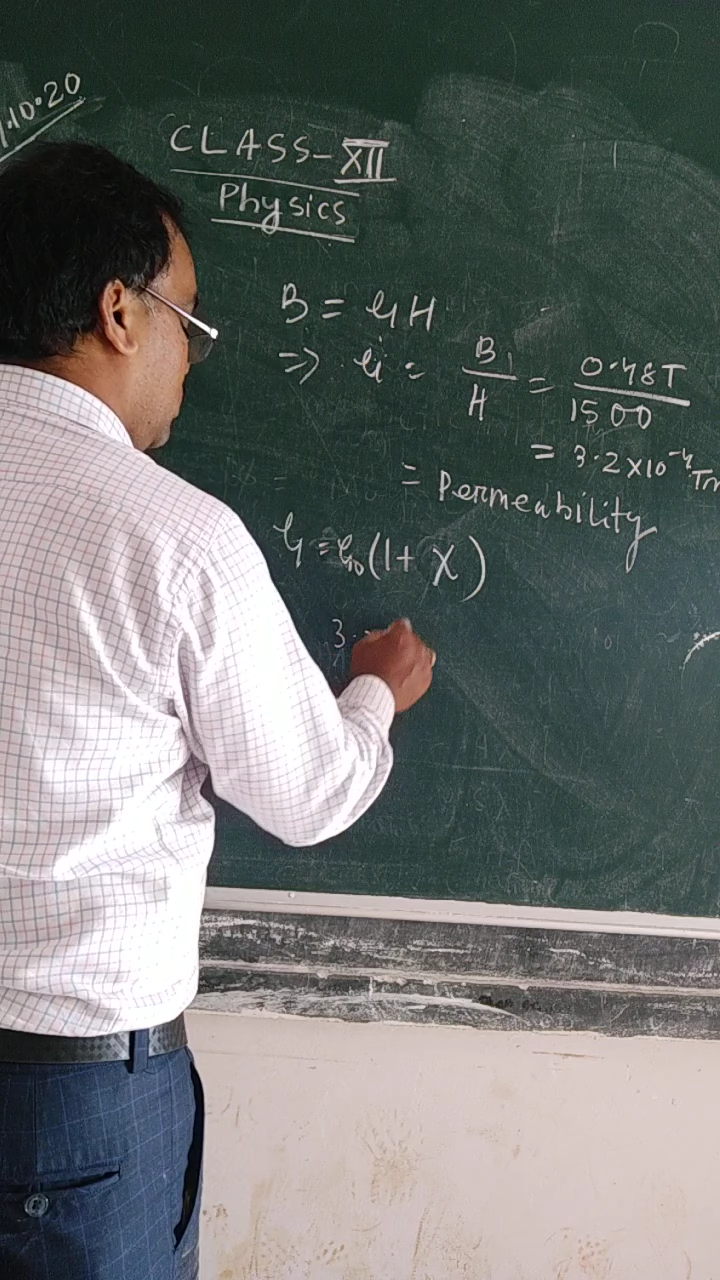 .10.20
CLASS-XII
Physics
B = μH
⇒ μ = B/H = 0.48T/1500
= 3.2×10⁻⁴ Tm
= Permeability
μ = μ₀(1+ χ)
3.